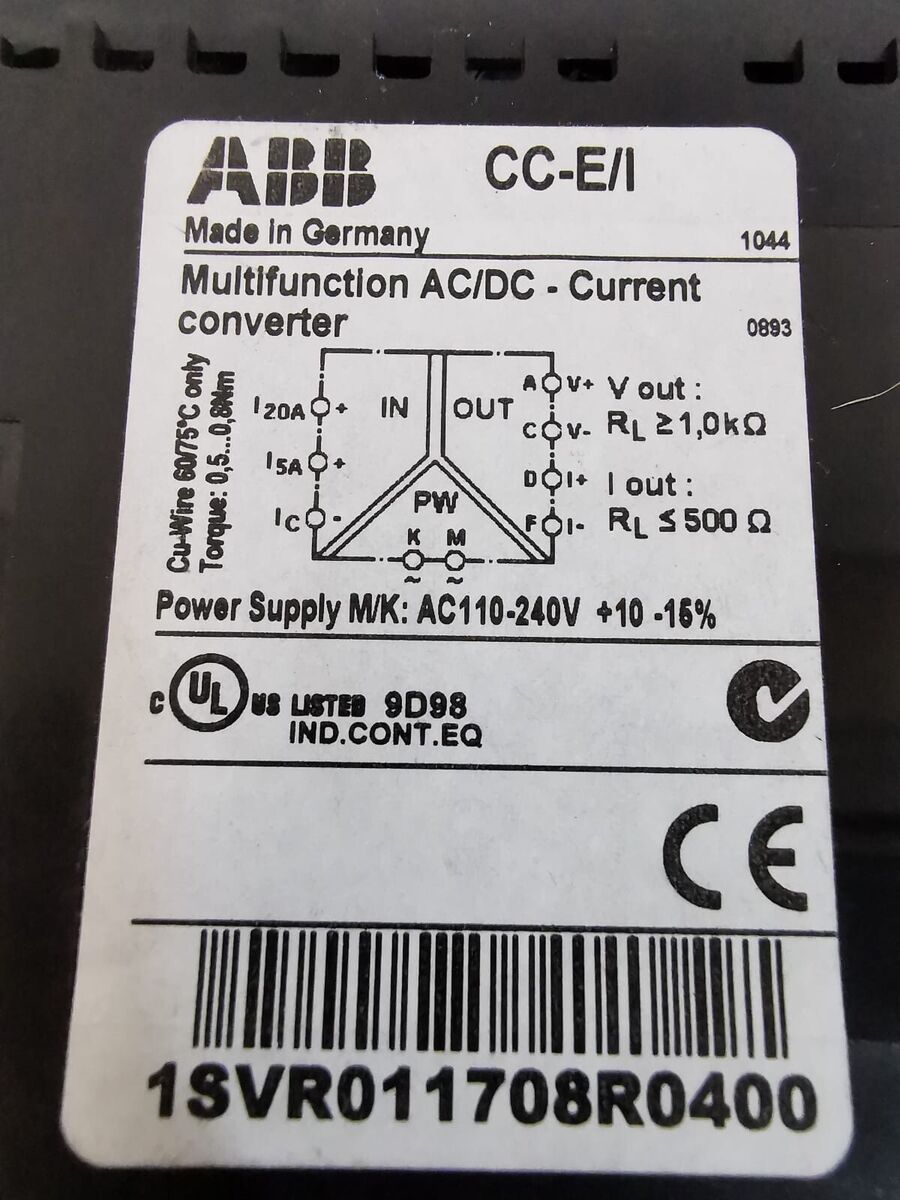 ABB CC-E/I
Made in Germany 1044
Multifunction AC/DC - Current
converter 0893
Cu-Wire 60/75°C only
Torque: 0,5...0,8Nm
I20A + IN OUT A V+ V out :
C V- RL ≥ 1,0kΩ
I5A + D I+ I out :
PW
IC - F I- RL ≤ 500 Ω
K M
~ ~
Power Supply M/K: AC110-240V +10 -15%
C UL US LISTED 9D98
IND.CONT.EQ
CE
1SVR011708R0400